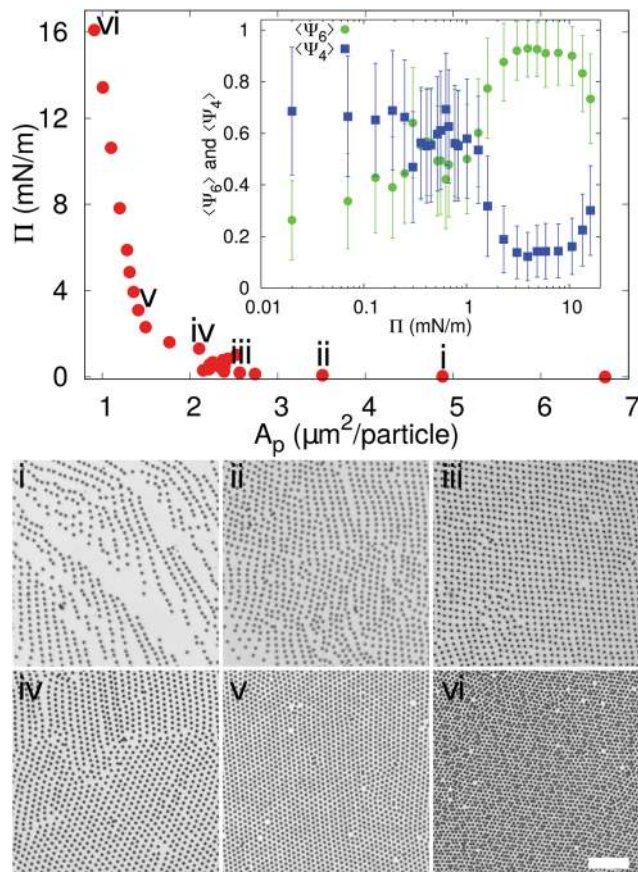 16
12
8
4
0
Π (mN/m)
1 2 3 4 5 6 7
A_p (μm²/particle)
vi
v
iv
iii
ii
i
⟨Ψ₆⟩
⟨Ψ₄⟩
1
0.8
0.6
0.4
0.2
0
⟨Ψ₆⟩ and ⟨Ψ₄⟩
0.01 0.1 1 10
Π (mN/m)
i ii iii
iv v vi